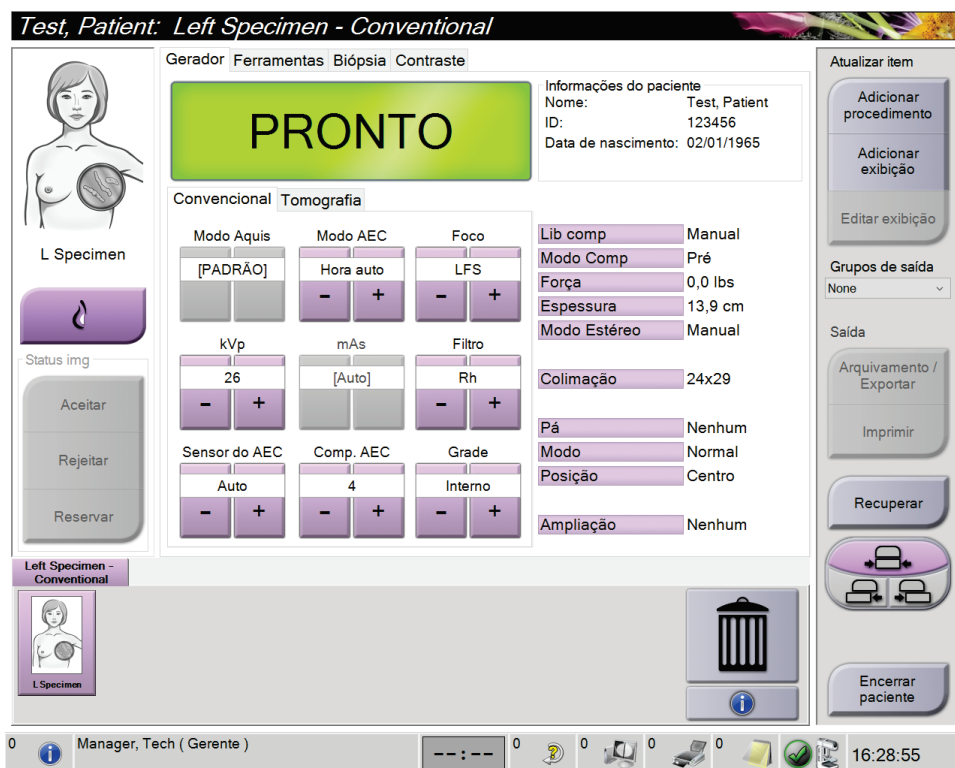 Test, Patient: Left Specimen - Conventional
Gerador Ferramentas Biópsia Contraste
PRONTO
Informações do paciente
Nome: Test, Patient
ID: 123456
Data de nascimento: 02/01/1965
L Specimen
Status img
Aceitar
Rejeitar
Reservar
Convencional Tomografia
Modo Aquis Modo AEC Foco
[PADRÃO] Hora auto LFS
- + - +
kVp mAs Filtro
26 [Auto] Rh
- + - +
Sensor do AEC Comp. AEC Grade
Auto 4 Interno
- + - + - +
Lib comp Manual
Modo Comp Pré
Força 0,0 lbs
Espessura 13,9 cm
Modo Estéreo Manual
Colimação 24x29
Pá Nenhum
Modo Normal
Posição Centro
Ampliação Nenhum
Atualizar item
Adicionar
procedimento
Adicionar
exibição
Editar exibição
Grupos de saída
None
Saída
Arquivamento /
Exportar
Imprimir
Recuperar
Encerrar
paciente
Left Specimen -
Conventional
L Specimen
0 Manager, Tech ( Gerente ) --:-- 0 0 0 0 16:28:55